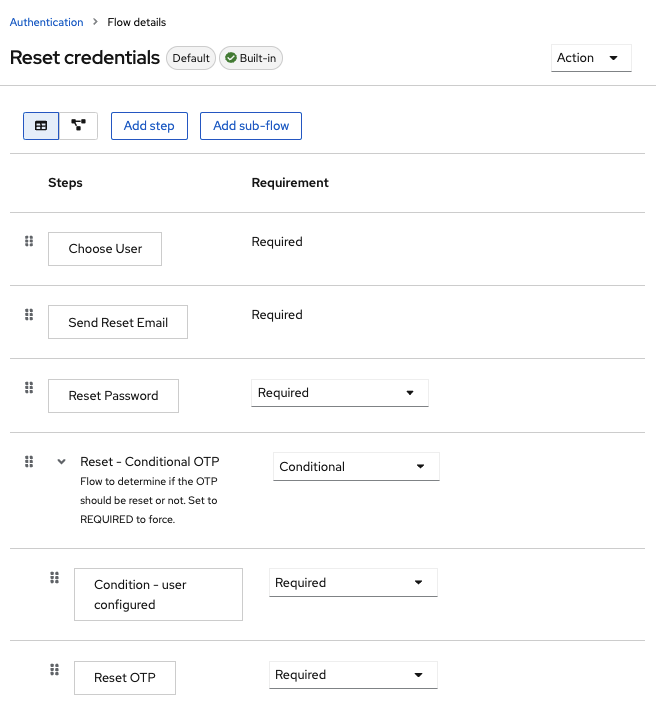 Authentication > Flow details
Reset credentials Default Built-in
Action
Add step Add sub-flow
Steps Requirement
Choose User Required
Send Reset Email Required
Reset Password Required
Reset - Conditional OTP Conditional
Flow to determine if the OTP
should be reset or not. Set to
REQUIRED to force.
Condition - user
configured
Required
Reset OTP Required